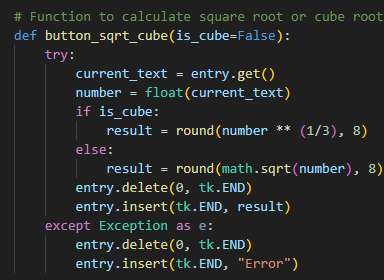 # Function to calculate square root or cube root
def button_sqrt_cube(is_cube=False):
    try:
        current_text = entry.get()
        number = float(current_text)
        if is_cube:
            result = round(number ** (1/3), 8)
        else:
            result = round(math.sqrt(number), 8)
        entry.delete(0, tk.END)
        entry.insert(tk.END, result)
    except Exception as e:
        entry.delete(0, tk.END)
        entry.insert(tk.END, "Error")